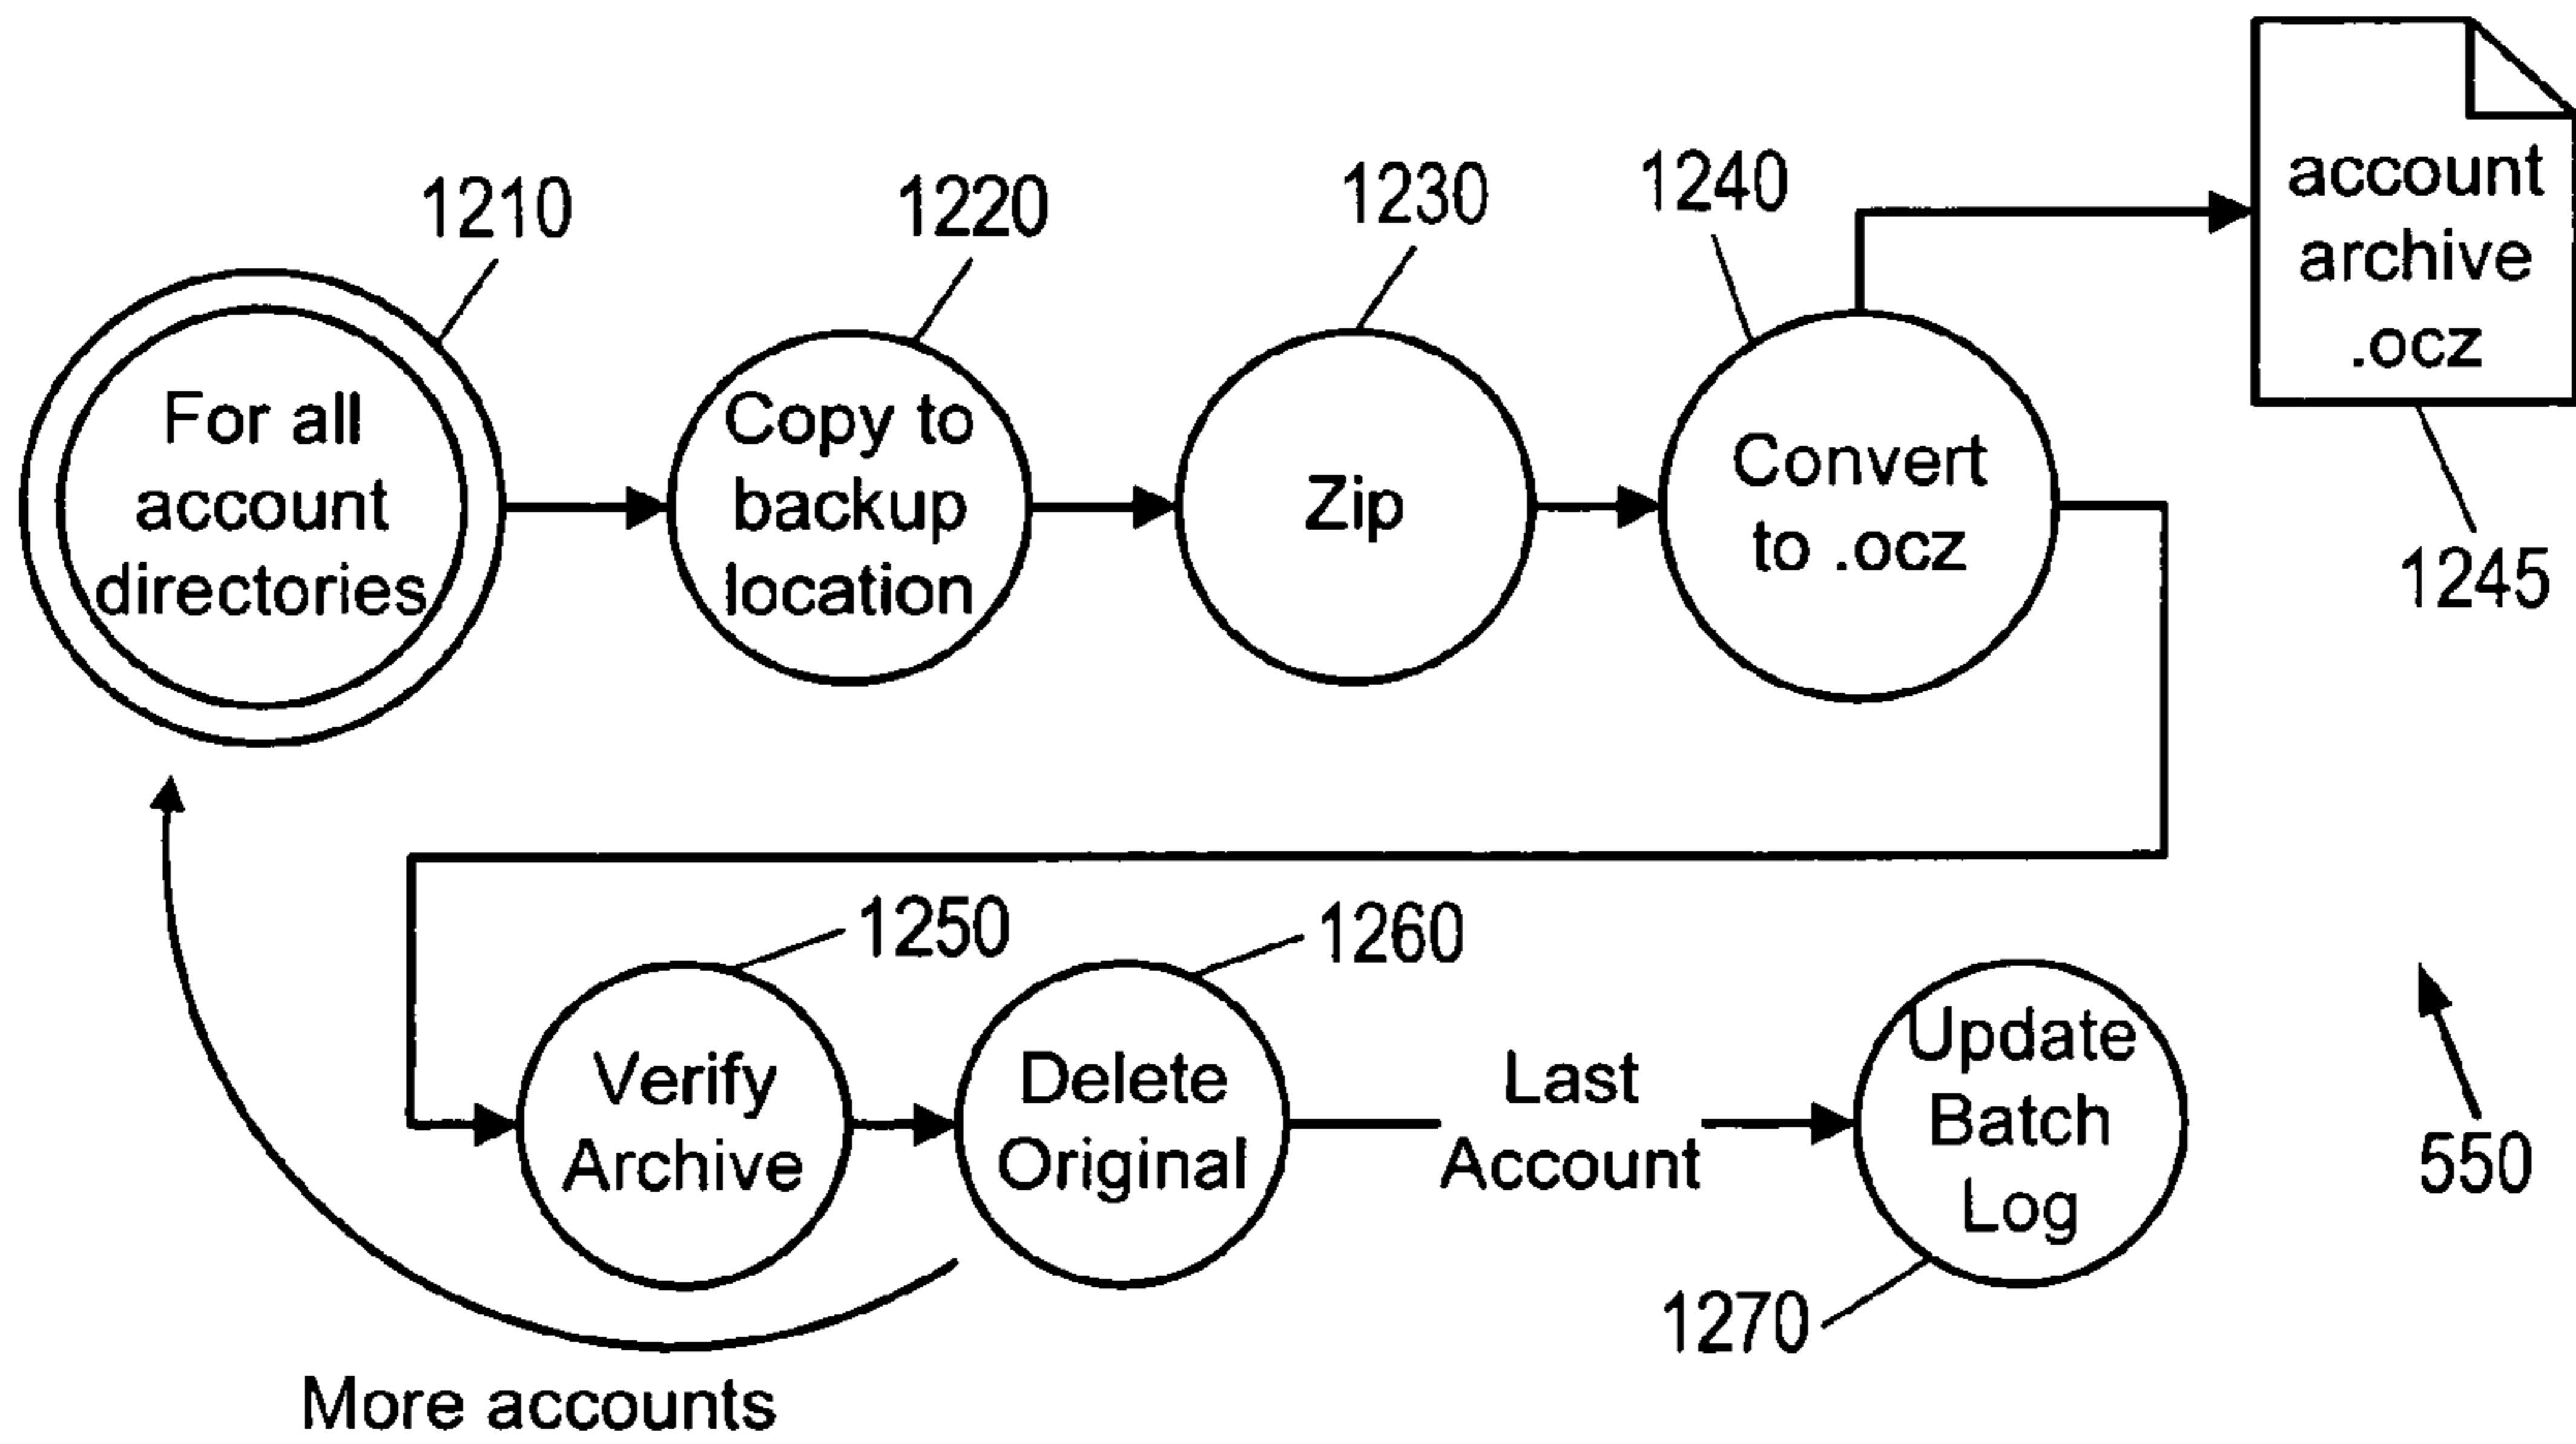 1210
1220
1230
1240
account
archive
.ocz
1245
For all
account
directories
Copy to
backup
location
Zip
Convert
to .ocz
1250
1260
Verify
Archive
Delete
Original
Last
Account
Update
Batch
Log
1270
550
More accounts